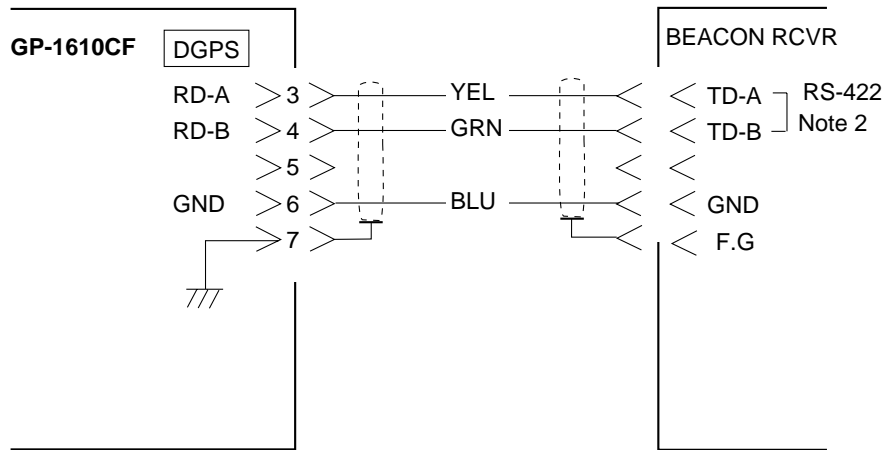 GP-1610CF DGPS BEACON RCVR
RD-A 3 YEL TD-A RS-422
RD-B 4 GRN TD-B Note 2
5
GND 6 BLU GND
7 F.G